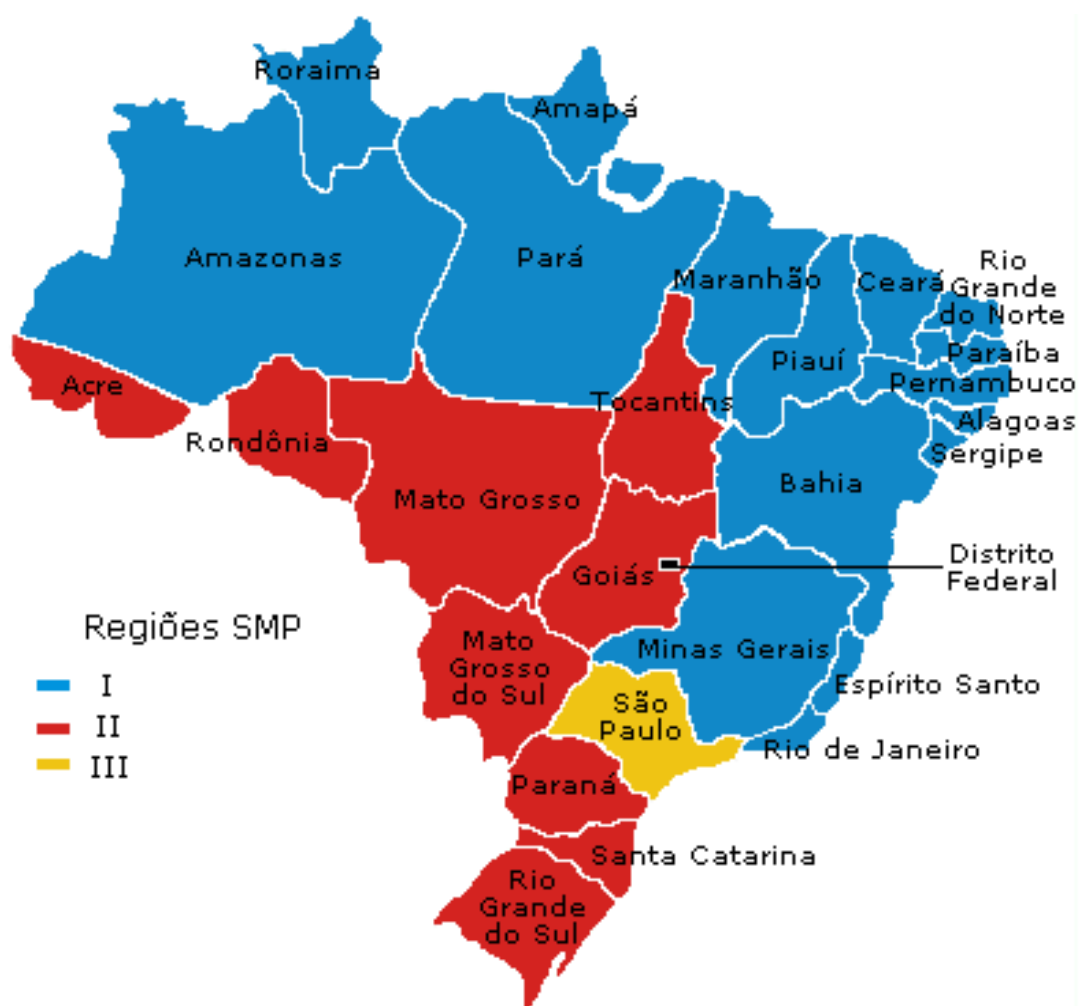 Roraima
Amapá
Amazonas
Pará
Maranhão
Ceará
Rio
Grande
do Norte
Piauí
Paraíba
Pernambuco
Acre
Tocantins
Alagoas
Rondônia
Sergipe
Mato Grosso
Bahia
Goiás
Distrito
Federal
Regiões SMP
I
II
III
Mato
Grosso
do Sul
Minas Gerais
Espírito Santo
São
Paulo
Rio de Janeiro
Paraná
Santa Catarina
Rio
Grande
do Sul